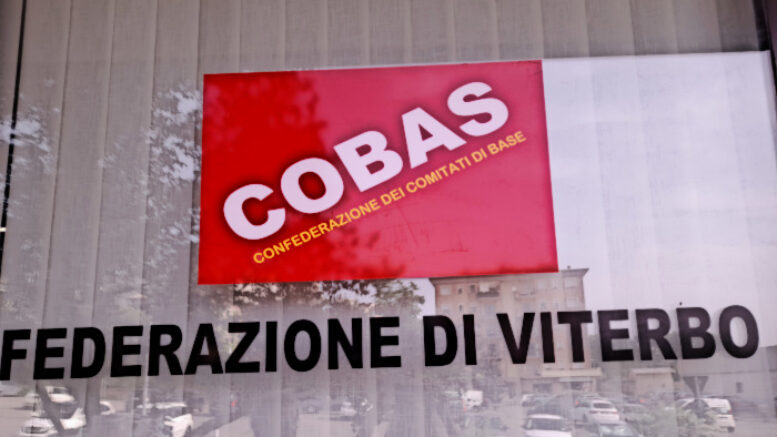 COBAS
CONFEDERAZIONE DEI COMITATI DI BASE
FEDERAZIONE DI VITERBO